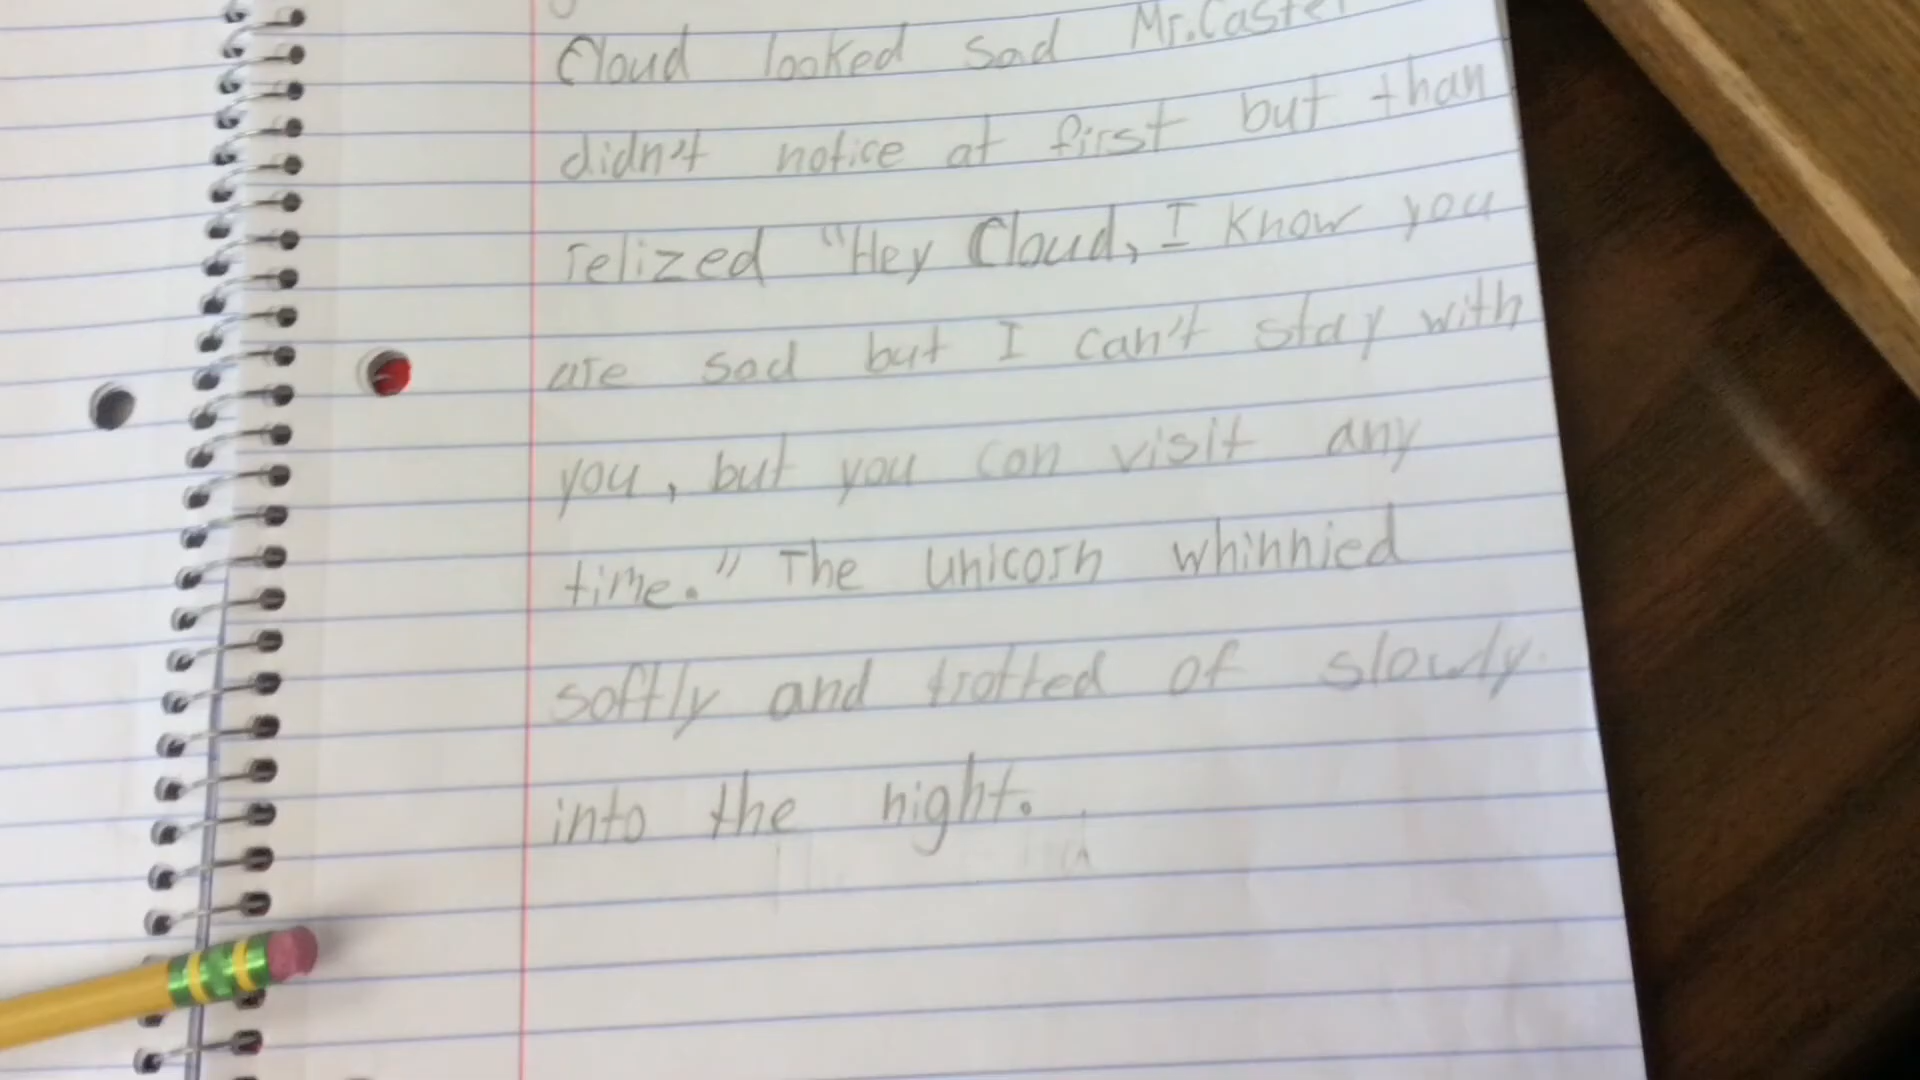 Cloud looked sad Mr. Caster
didn't notice at first but than
relized "Hey Cloud, I know you
are sad but I can't stay with
you, but you can visit any
time." The unicorn whinnied
softly and trotted of slowly
into the night.